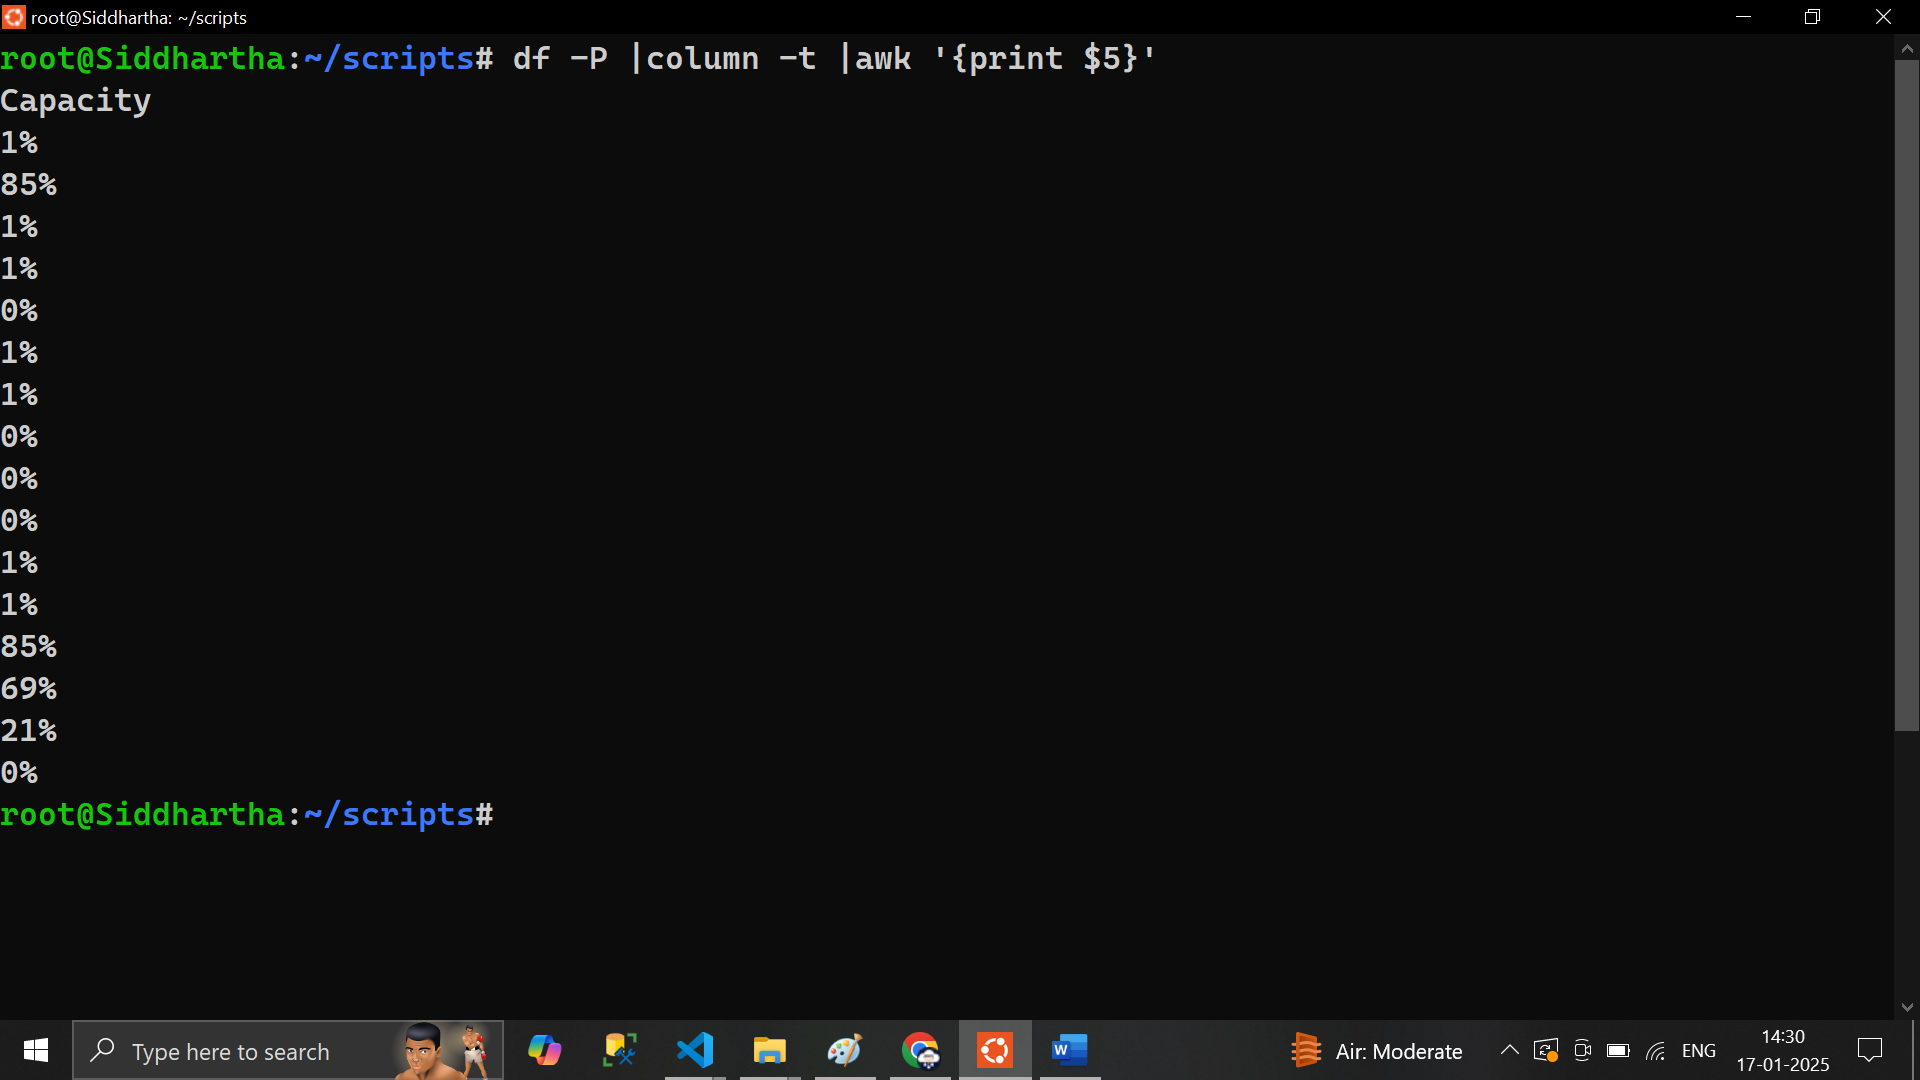 root@Siddhartha: ~/scripts
root@Siddhartha:~/scripts# df -P |column -t |awk '{print $5}'
Capacity
1%
85%
1%
1%
0%
1%
1%
0%
0%
0%
1%
1%
85%
69%
21%
0%
root@Siddhartha:~/scripts#
Type here to search
W
Air: Moderate
ENG
14:30
17-01-2025